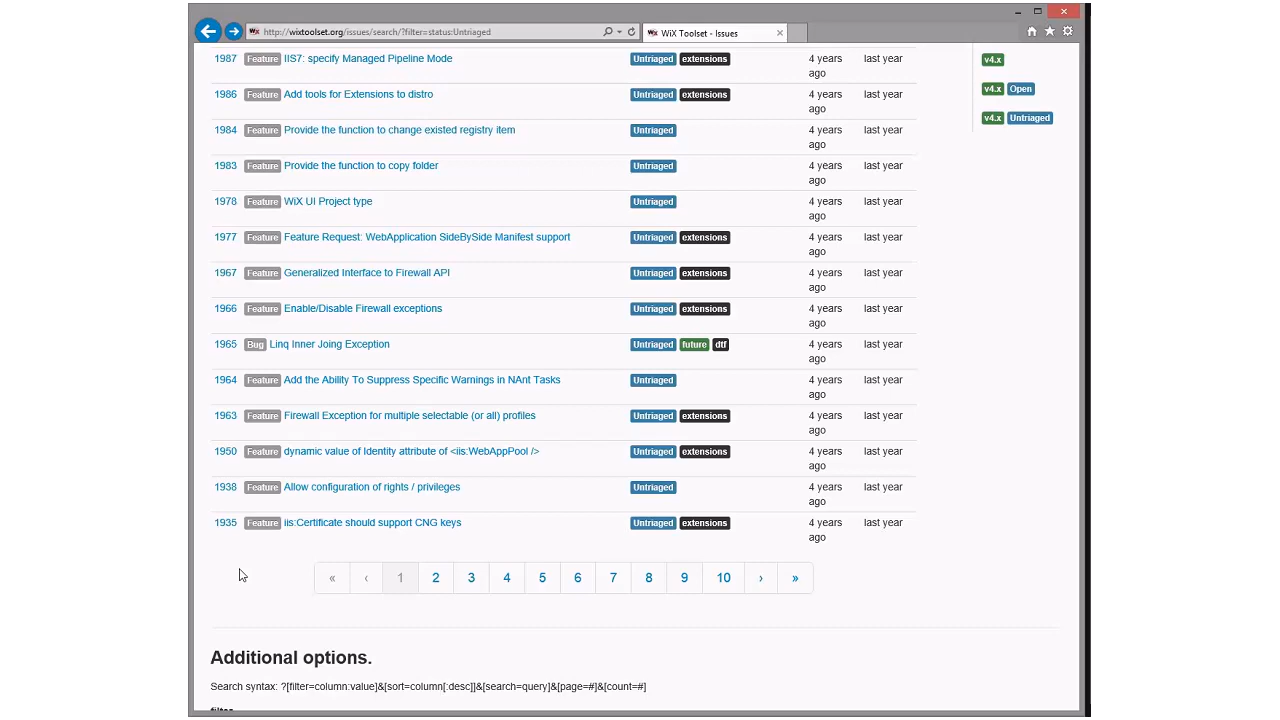 http://wixtoolset.org/issues/search/?filter=status:Untriaged
WiX Toolset - Issues
1987 Feature IIS7: specify Managed Pipeline Mode Untriaged extensions 4 years ago last year
v4.x
1986 Feature Add tools for Extensions to distro Untriaged extensions 4 years ago last year
v4.x Open
1984 Feature Provide the function to change existed registry item Untriaged 4 years ago last year
v4.x Untriaged
1983 Feature Provide the function to copy folder Untriaged 4 years ago last year
1978 Feature WiX UI Project type Untriaged 4 years ago last year
1977 Feature Feature Request: WebApplication SideBySide Manifest support Untriaged extensions 4 years ago last year
1967 Feature Generalized Interface to Firewall API Untriaged extensions 4 years ago last year
1966 Feature Enable/Disable Firewall exceptions Untriaged extensions 4 years ago last year
1965 Bug Linq Inner Joing Exception Untriaged future dtf 4 years ago last year
1964 Feature Add the Ability To Suppress Specific Warnings in NAnt Tasks Untriaged 4 years ago last year
1963 Feature Firewall Exception for multiple selectable (or all) profiles Untriaged extensions 4 years ago last year
1950 Feature dynamic value of Identity attribute of <iis:WebAppPool /> Untriaged extensions 4 years ago last year
1938 Feature Allow configuration of rights / privileges Untriaged 4 years ago last year
1935 Feature iis:Certificate should support CNG keys Untriaged extensions 4 years ago last year
« ‹ 1 2 3 4 5 6 7 8 9 10 › »
Additional options.
Search syntax: ?[filter=column:value]&[sort=column[:desc]]&[search=query]&[page=#]&[count=#]
filter